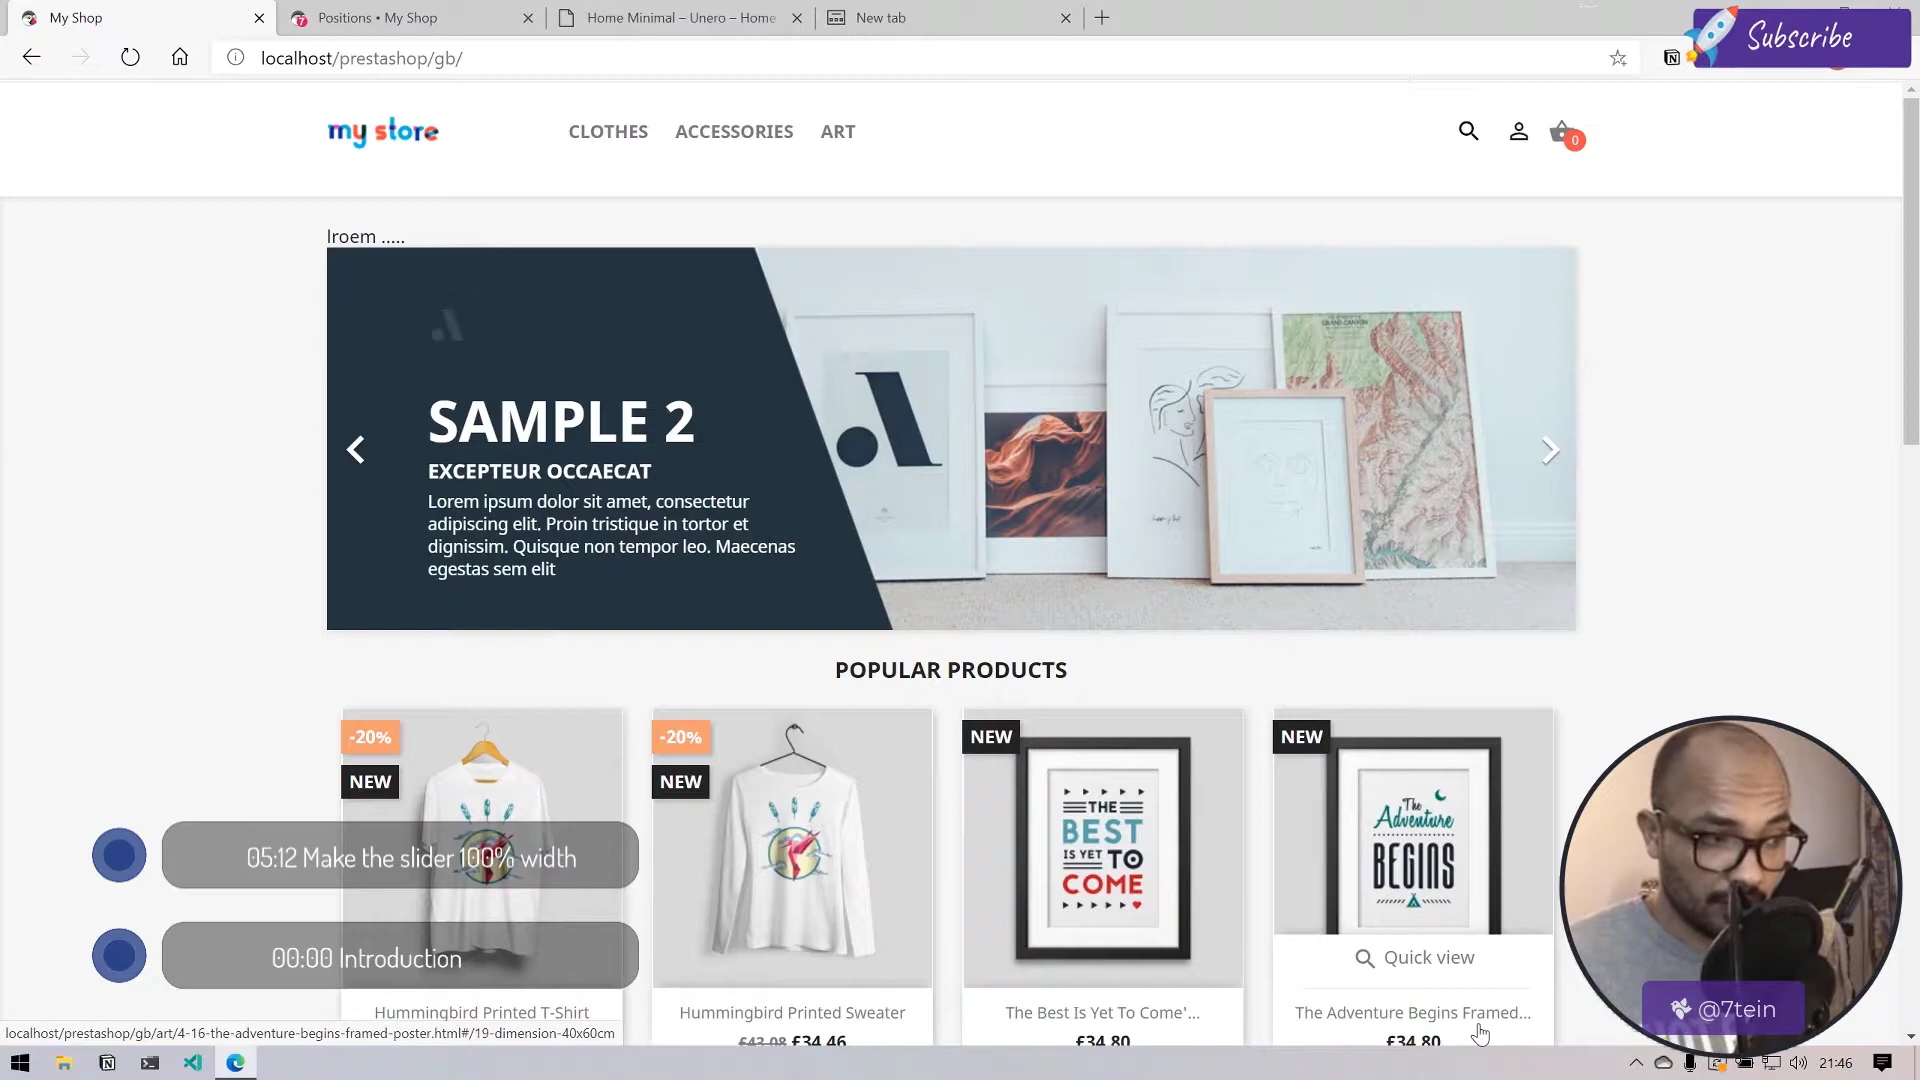 My Shop
Positions • My Shop
Home Minimal – Unero – Home
New tab
Subscribe
localhost/prestashop/gb/
my store
CLOTHES
ACCESSORIES
ART
0
lroem .....
GRAND CANYON
SAMPLE 2
EXCEPTEUR OCCAECAT
Lorem ipsum dolor sit amet, consectetur
adipiscing elit. Proin tristique in tortor et
dignissim. Quisque non tempor leo. Maecenas
egestas sem elit
POPULAR PRODUCTS
-20%
NEW
-20%
NEW
NEW
THE
BEST
IS YET TO
COME
NEW
The
Adventure
BEGINS
05:12 Make the slider 100% width
00:00 Introduction
Quick view
Hummingbird Printed T-Shirt
Hummingbird Printed Sweater
The Best Is Yet To Come'...
The Adventure Begins Framed...
£43.08 £34.46
£34.80
£34.80
@7tein
localhost/prestashop/gb/art/4-16-the-adventure-begins-framed-poster.html#/19-dimension-40x60cm
21:46